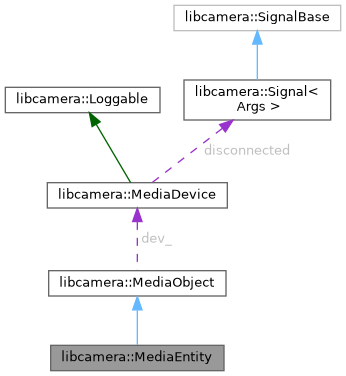 libcamera::SignalBase
libcamera::Loggable
libcamera::Signal<
Args >
disconnected
libcamera::MediaDevice
dev_
libcamera::MediaObject
libcamera::MediaEntity